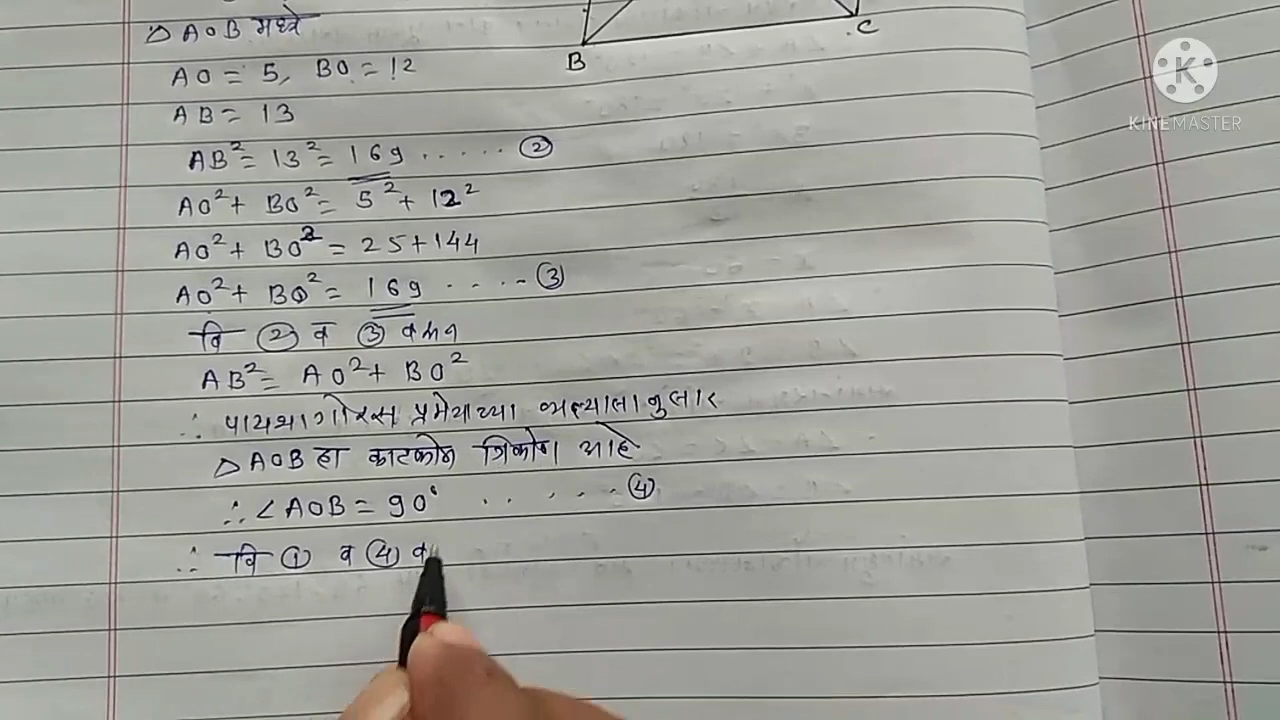 △ AOB मध्ये
C
B
AO = 5, BO = 12
AB = 13
AB² = 13² = 169 ..... ②
AO² + BO² = 5² + 12²
AO² + BO² = 25 + 144
AO² + BO² = 169 .... ③
वि ② व ③ वरून
AB² = AO² + BO²
∴ पायथागोरस प्रमेयाच्या व्यत्यासानुसार
△ AOB हा काटकोन त्रिकोण आहे
∴ ∠AOB = 90° ..... ④
∴ वि ① व ④ व
K
KINEMASTER